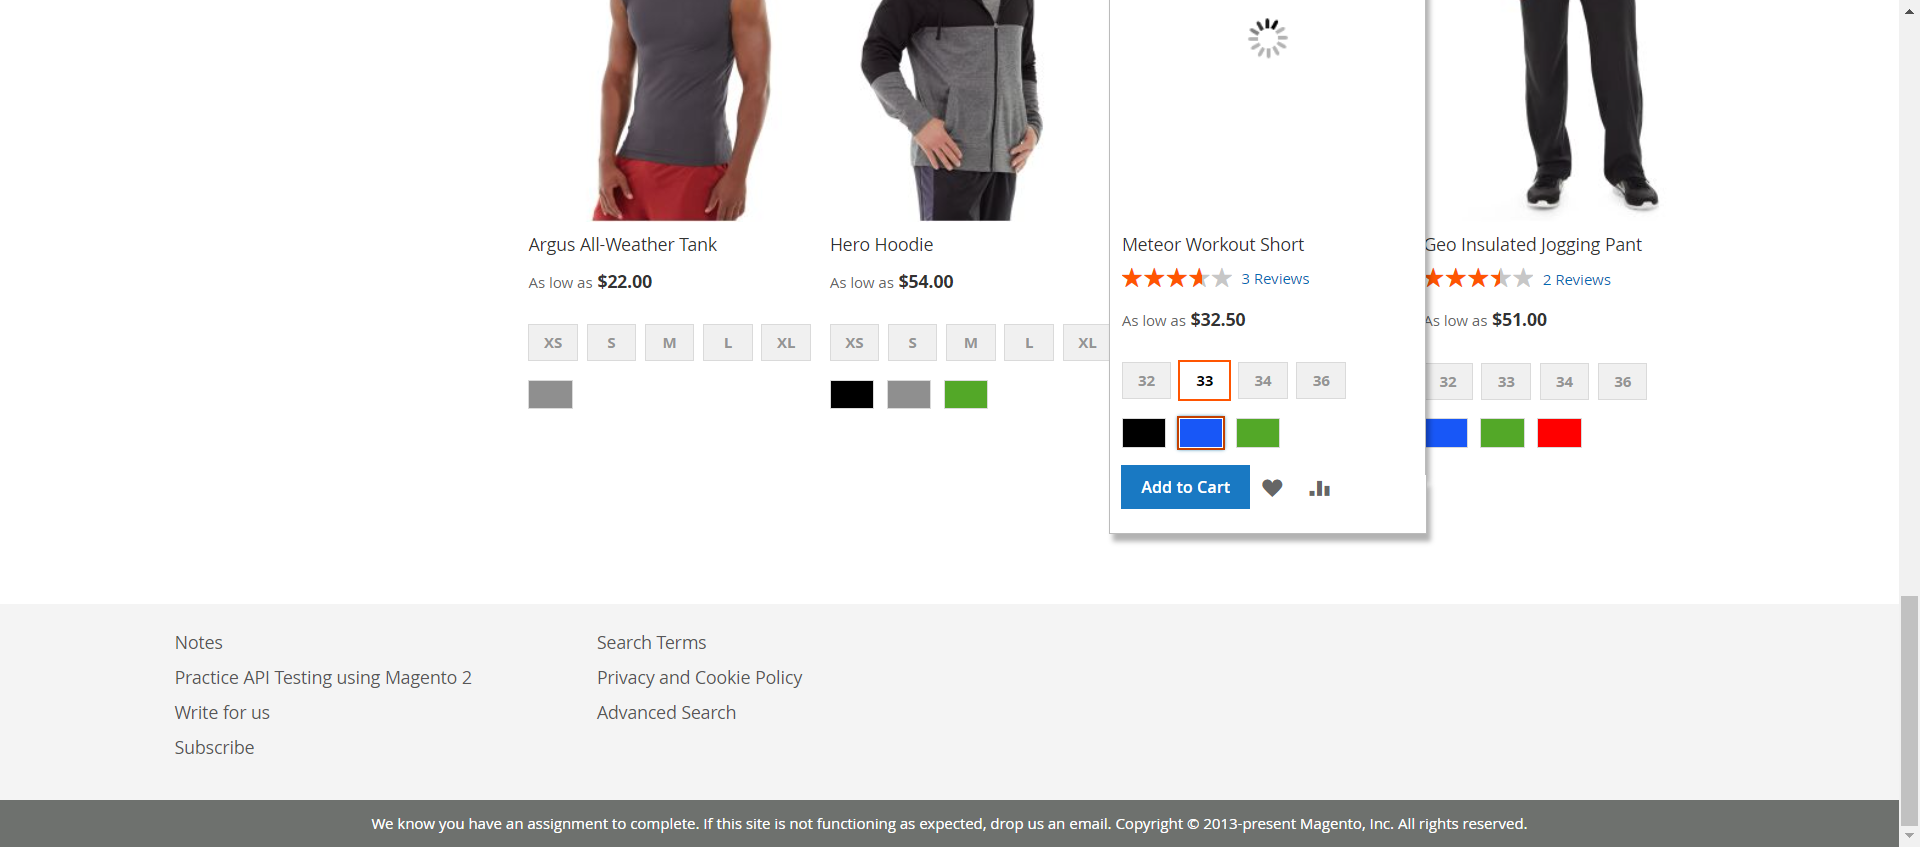 Argus All-Weather Tank
As low as $22.00
XS S M L XL
Hero Hoodie
As low as $54.00
XS S M L XL
Meteor Workout Short
3 Reviews
As low as $32.50
32 33 34 36
Add to Cart
Geo Insulated Jogging Pant
2 Reviews
As low as $51.00
32 33 34 36
Notes
Practice API Testing using Magento 2
Write for us
Subscribe
Search Terms
Privacy and Cookie Policy
Advanced Search
We know you have an assignment to complete. If this site is not functioning as expected, drop us an email. Copyright © 2013-present Magento, Inc. All rights reserved.